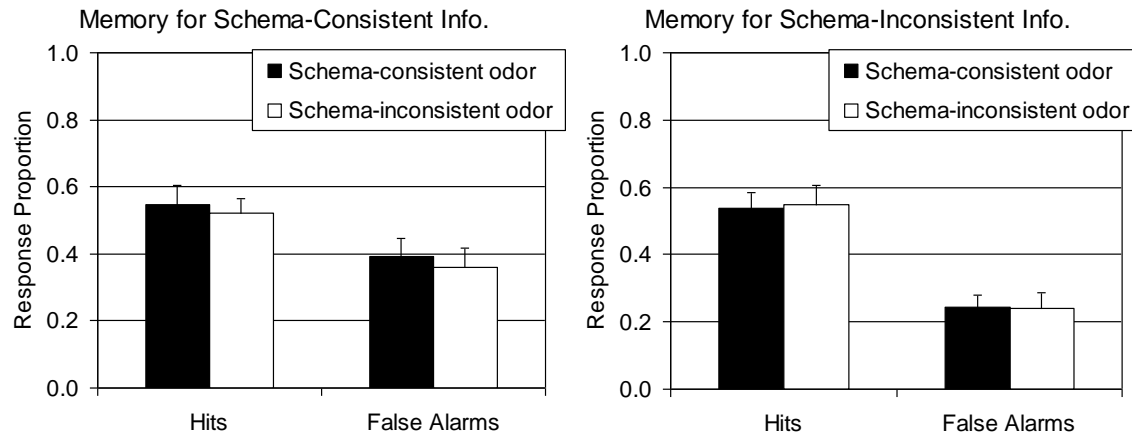 Memory for Schema-Consistent Info.
1.0
0.8
0.6
0.4
0.2
0.0
Response Proportion
Schema-consistent odor
Schema-inconsistent odor
Hits
False Alarms
Memory for Schema-Inconsistent Info.
1.0
0.8
0.6
0.4
0.2
0.0
Response Proportion
Schema-consistent odor
Schema-inconsistent odor
Hits
False Alarms